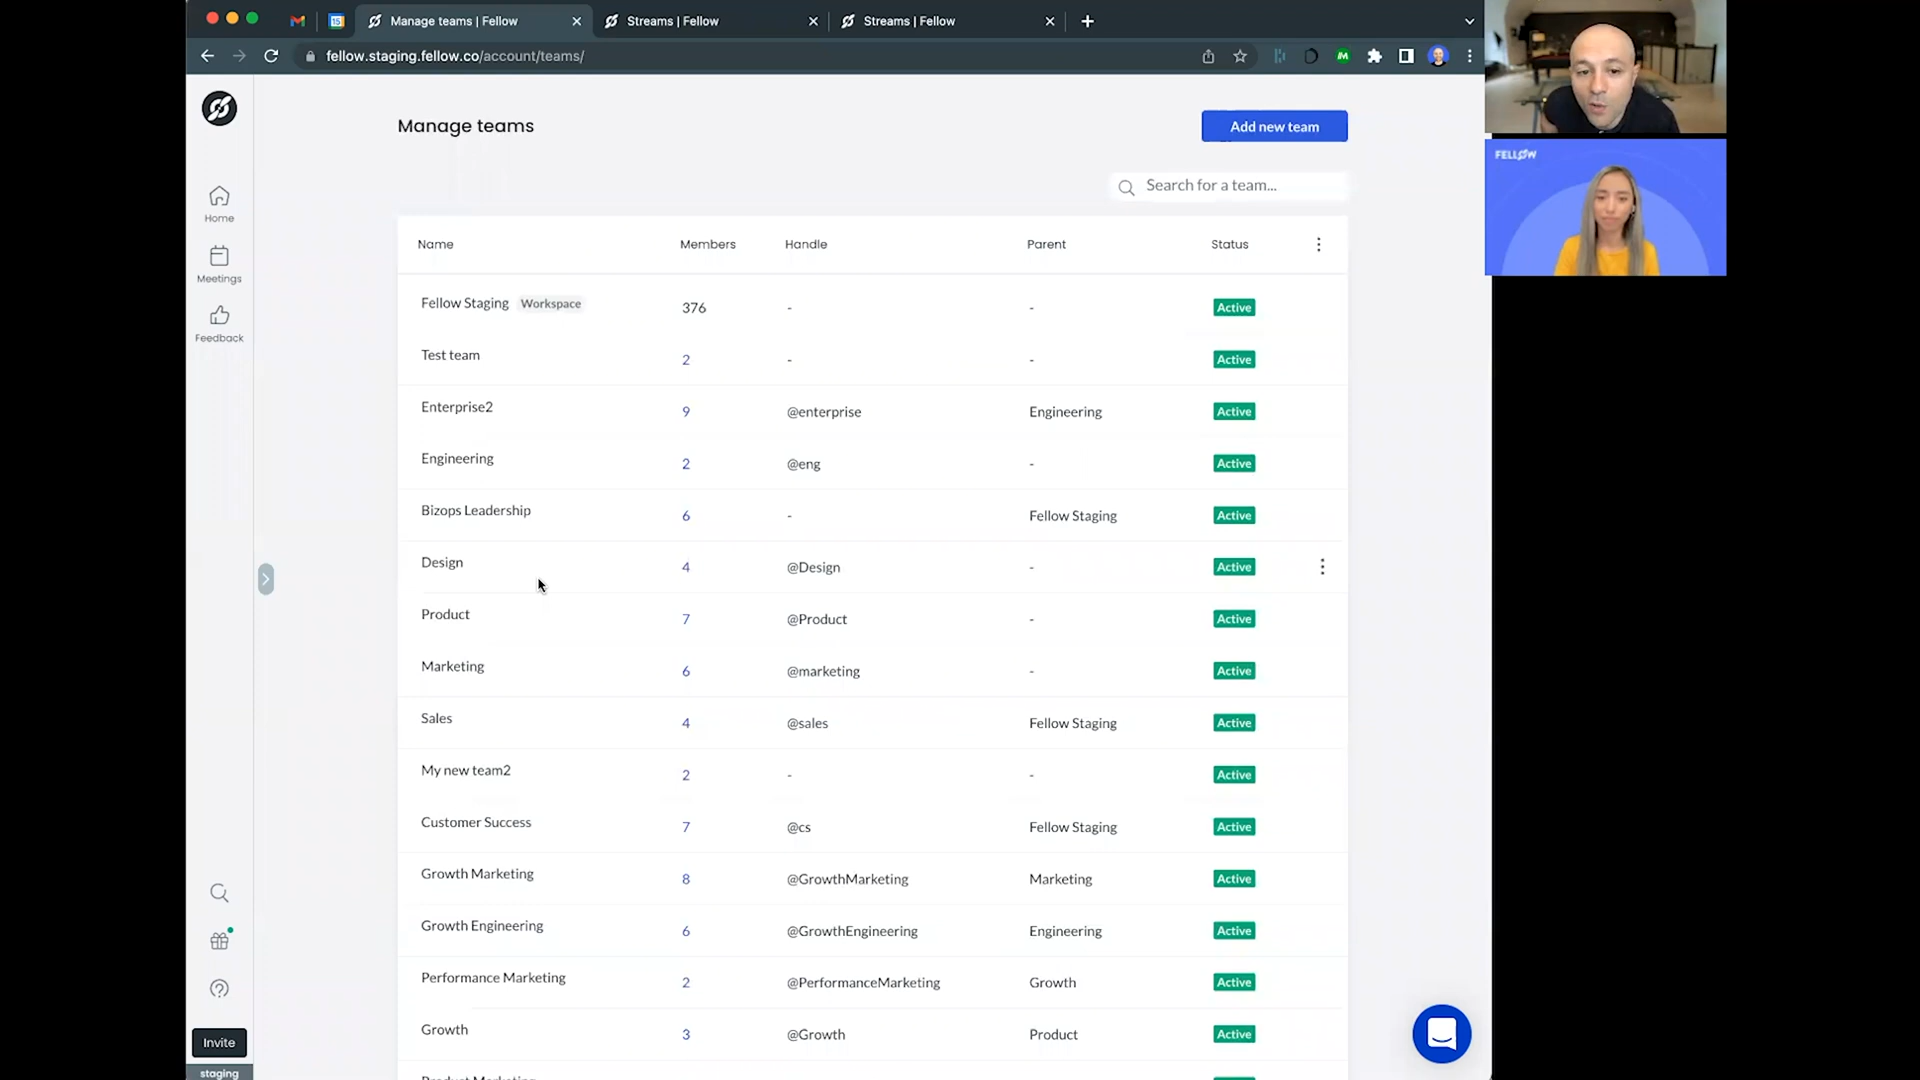 Manage teams | Fellow
Streams | Fellow
Streams | Fellow
fellow.staging.fellow.co/account/teams/
FELLOW
Manage teams
Add new team
Search for a team...
Home
Meetings
Feedback
Name Members Handle Parent Status
Fellow Staging Workspace 376 - - Active
Test team 2 - - Active
Enterprise2 9 @enterprise Engineering Active
Engineering 2 @eng - Active
Bizops Leadership 6 - Fellow Staging Active
Design 4 @Design - Active
Product 7 @Product - Active
Marketing 6 @marketing - Active
Sales 4 @sales Fellow Staging Active
My new team2 2 - - Active
Customer Success 7 @cs Fellow Staging Active
Growth Marketing 8 @GrowthMarketing Marketing Active
Growth Engineering 6 @GrowthEngineering Engineering Active
Performance Marketing 2 @PerformanceMarketing Growth Active
Growth 3 @Growth Product Active
Invite
staging